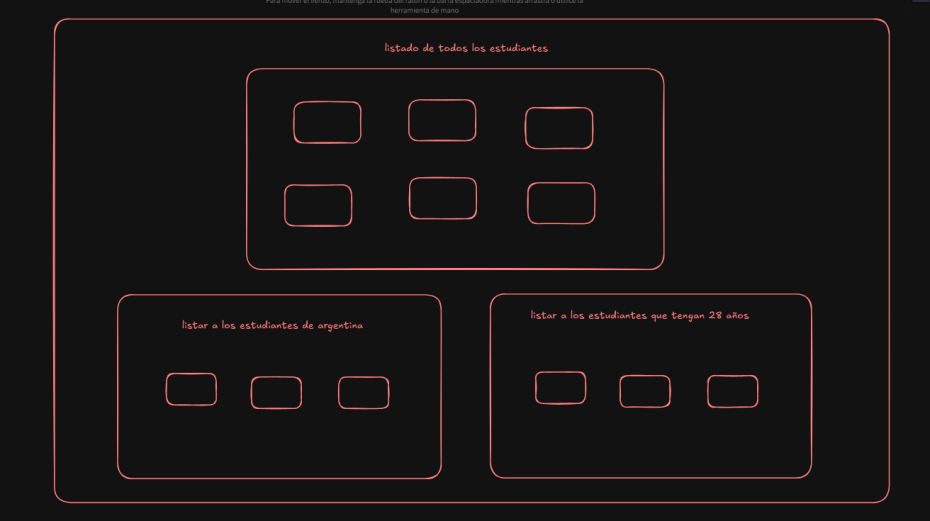 Para mover el lienzo, mantenga la rueda del ratón o la barra espaciadora mientras arrastra o utilice la
herramienta de mano
listado de todos los estudiantes
listar a los estudiantes de argentina
listar a los estudiantes que tengan 28 años